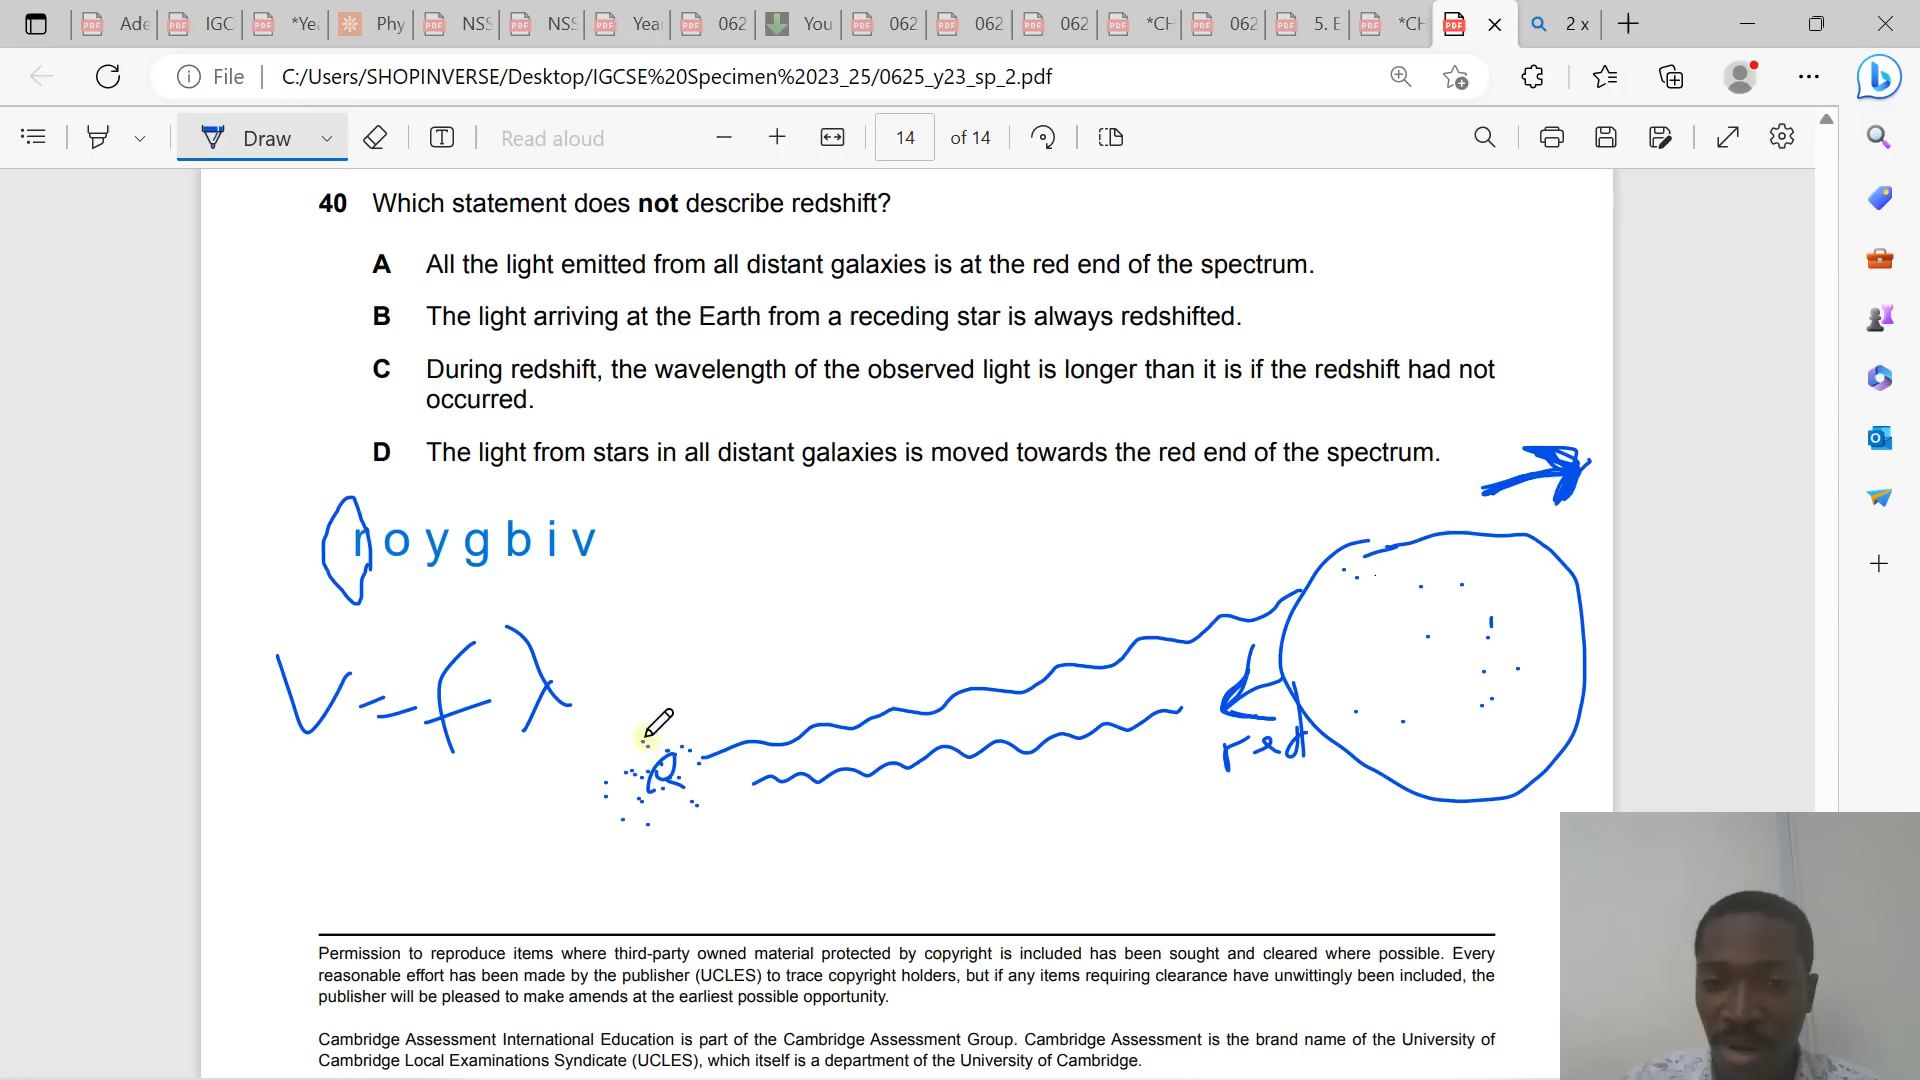 Ade
IGC
*Yea
Phy
NSS
NSS
Year
062
You
062
062
062
*CH
062
5. E
*CH
2 x
File
C:/Users/SHOPINVERSE/Desktop/IGCSE%20Specimen%2023_25/0625_y23_sp_2.pdf
Draw
Read aloud
14
of 14
40 Which statement does not describe redshift?
A All the light emitted from all distant galaxies is at the red end of the spectrum.
B The light arriving at the Earth from a receding star is always redshifted.
C During redshift, the wavelength of the observed light is longer than it is if the redshift had not
occurred.
D The light from stars in all distant galaxies is moved towards the red end of the spectrum.
r o y g b i v
V = f λ
red
Permission to reproduce items where third-party owned material protected by copyright is included has been sought and cleared where possible. Every
reasonable effort has been made by the publisher (UCLES) to trace copyright holders, but if any items requiring clearance have unwittingly been included, the
publisher will be pleased to make amends at the earliest possible opportunity.
Cambridge Assessment International Education is part of the Cambridge Assessment Group. Cambridge Assessment is the brand name of the University of
Cambridge Local Examinations Syndicate (UCLES), which itself is a department of the University of Cambridge.